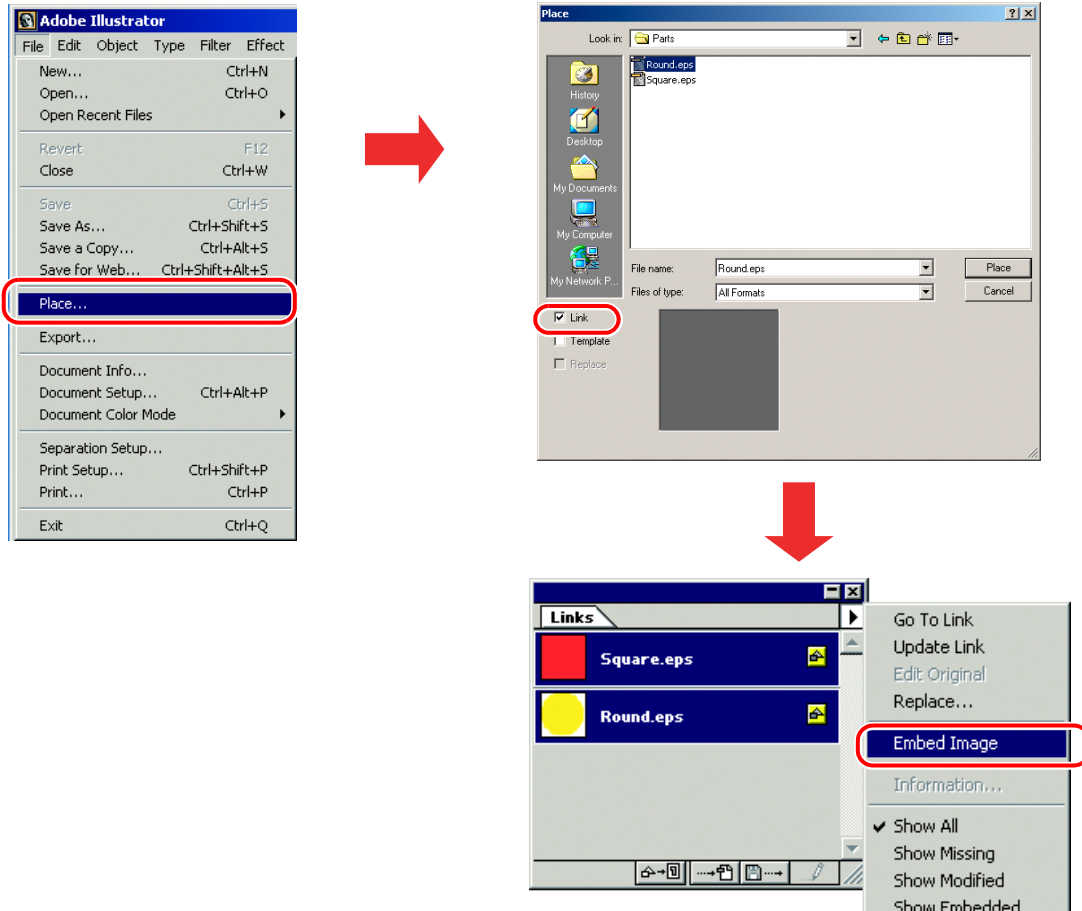 Adobe Illustrator
File Edit Object Type Filter Effect
New... Ctrl+N
Open... Ctrl+O
Open Recent Files
Revert F12
Close Ctrl+W
Save Ctrl+S
Save As... Ctrl+Shift+S
Save a Copy... Ctrl+Alt+S
Save for Web... Ctrl+Shift+Alt+S
Place...
Export...
Document Info...
Document Setup... Ctrl+Alt+P
Document Color Mode
Separation Setup...
Print Setup... Ctrl+Shift+P
Print... Ctrl+P
Exit Ctrl+Q
Place
Look in: Parts
Round.eps
Square.eps
History
Desktop
My Documents
My Computer
My Network P...
File name: Round.eps Place
Files of type: All Formats Cancel
Link
Template
Replace
Links
Square.eps
Round.eps
Go To Link
Update Link
Edit Original
Replace...
Embed Image
Information...
Show All
Show Missing
Show Modified
Show Embedded